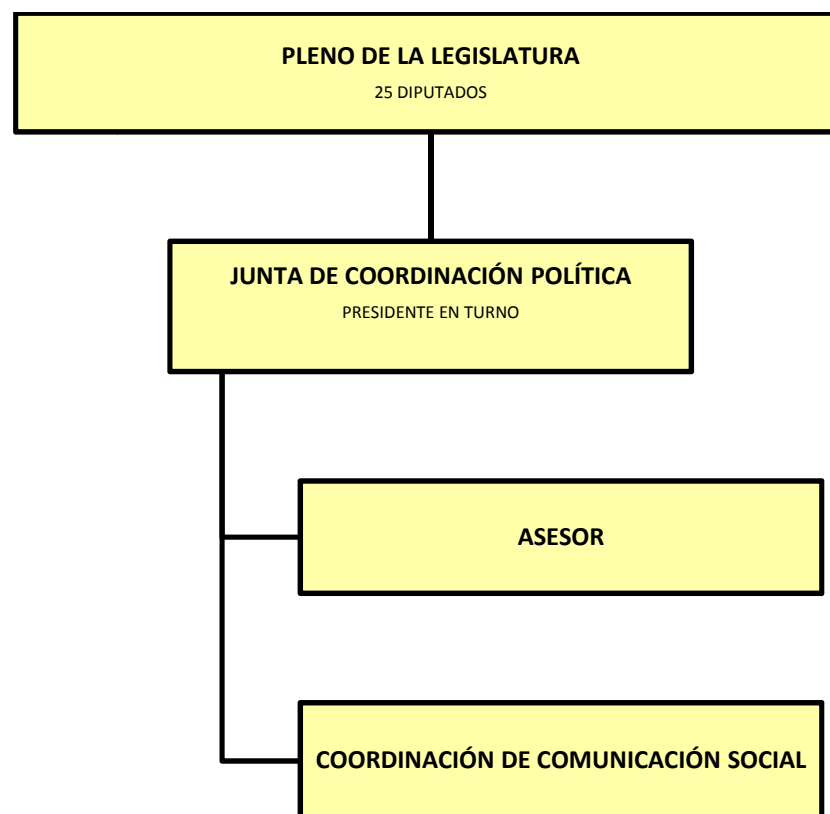 PLENO DE LA LEGISLATURA
25 DIPUTADOS
JUNTA DE COORDINACIÓN POLÍTICA
PRESIDENTE EN TURNO
ASESOR
COORDINACIÓN DE COMUNICACIÓN SOCIAL